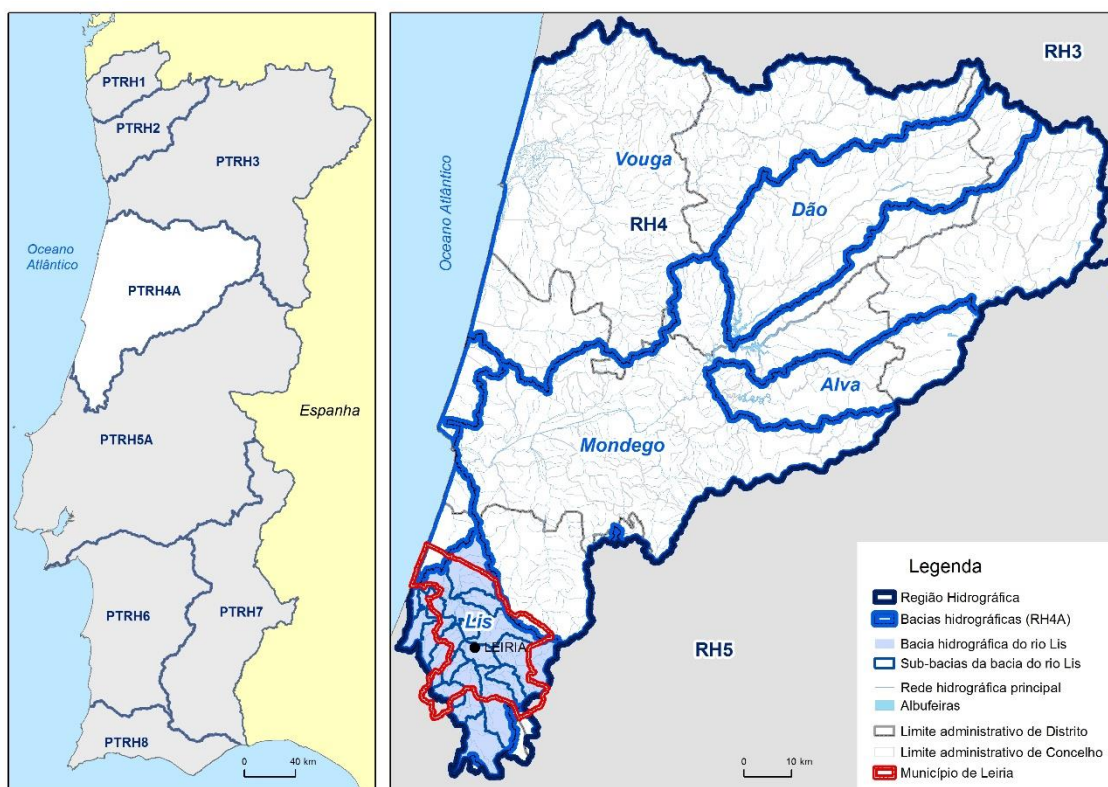 PTRH1
PTRH2
PTRH3
Oceano
Atlântico
PTRH4A
Espanha
PTRH5A
PTRH6
PTRH7
PTRH8
0 40 km
RH3
Oceano Atlântico
Vouga
Dão
RH4
Alva
Mondego
Lis
LEIRIA
RH5
0 10 km
Legenda
Região Hidrográfica
Bacias hidrográficas (RH4A)
Bacia hidrográfica do rio Lis
Sub-bacias da bacia do rio Lis
Rede hidrográfica principal
Albufeiras
Limite administrativo de Distrito
Limite administrativo de Concelho
Município de Leiria